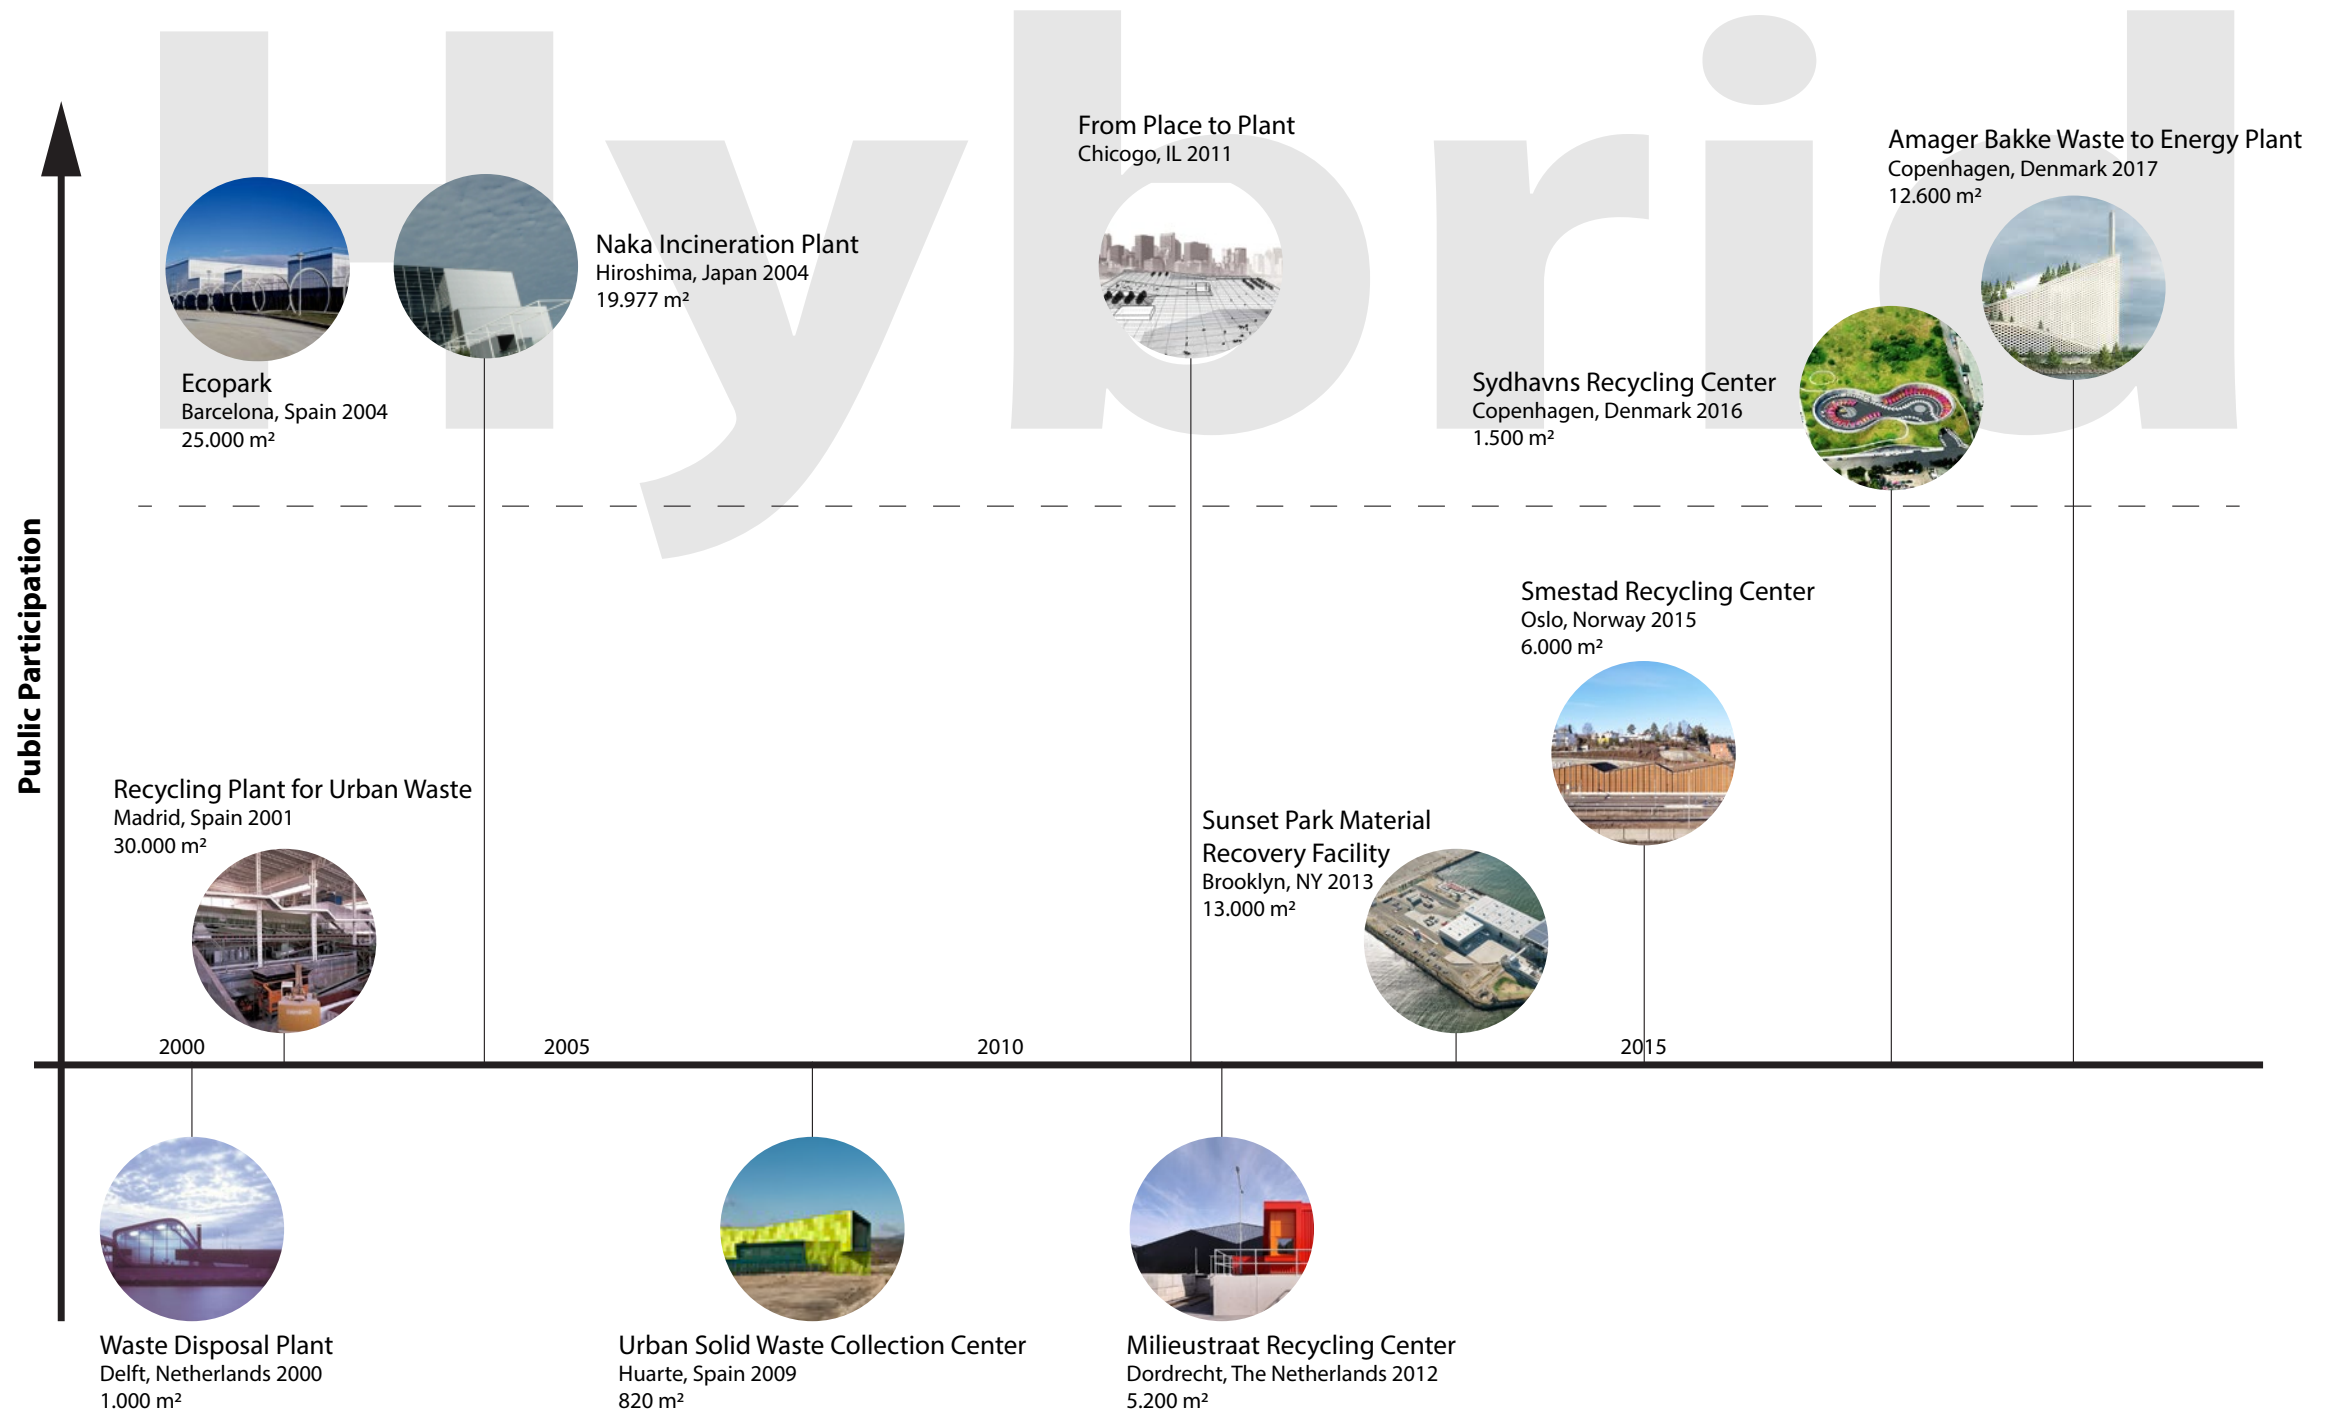 Hybrid
From Place to Plant
Chicogo, IL 2011
Amager Bakke Waste to Energy Plant
Copenhagen, Denmark 2017
12.600 m²
Naka Incineration Plant
Hiroshima, Japan 2004
19.977 m²
Ecopark
Barcelona, Spain 2004
25.000 m²
Sydhavns Recycling Center
Copenhagen, Denmark 2016
1.500 m²
Public Participation
Smestad Recycling Center
Oslo, Norway 2015
6.000 m²
Recycling Plant for Urban Waste
Madrid, Spain 2001
30.000 m²
Sunset Park Material
Recovery Facility
Brooklyn, NY 2013
13.000 m²
2000
2005
2010
2015
Waste Disposal Plant
Delft, Netherlands 2000
1.000 m²
Urban Solid Waste Collection Center
Huarte, Spain 2009
820 m²
Milieustraat Recycling Center
Dordrecht, The Netherlands 2012
5.200 m²